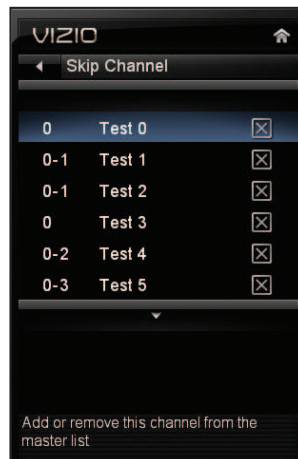 VIZIO
Skip Channel
0 Test 0
0-1 Test 1
0-1 Test 2
0 Test 3
0-2 Test 4
0-3 Test 5
Add or remove this channel from the
master list